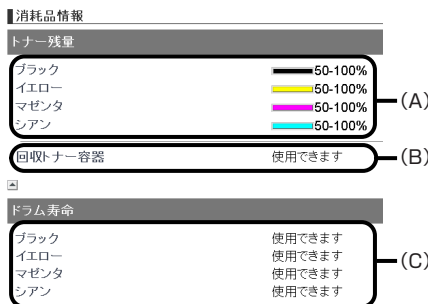 消耗品情報
トナー残量
ブラック 50-100%
イエロー 50-100%
マゼンタ 50-100%
シアン 50-100%
(A)
回収トナー容器 使用できます
(B)
ドラム寿命
ブラック 使用できます
イエロー 使用できます
マゼンタ 使用できます
シアン 使用できます
(C)